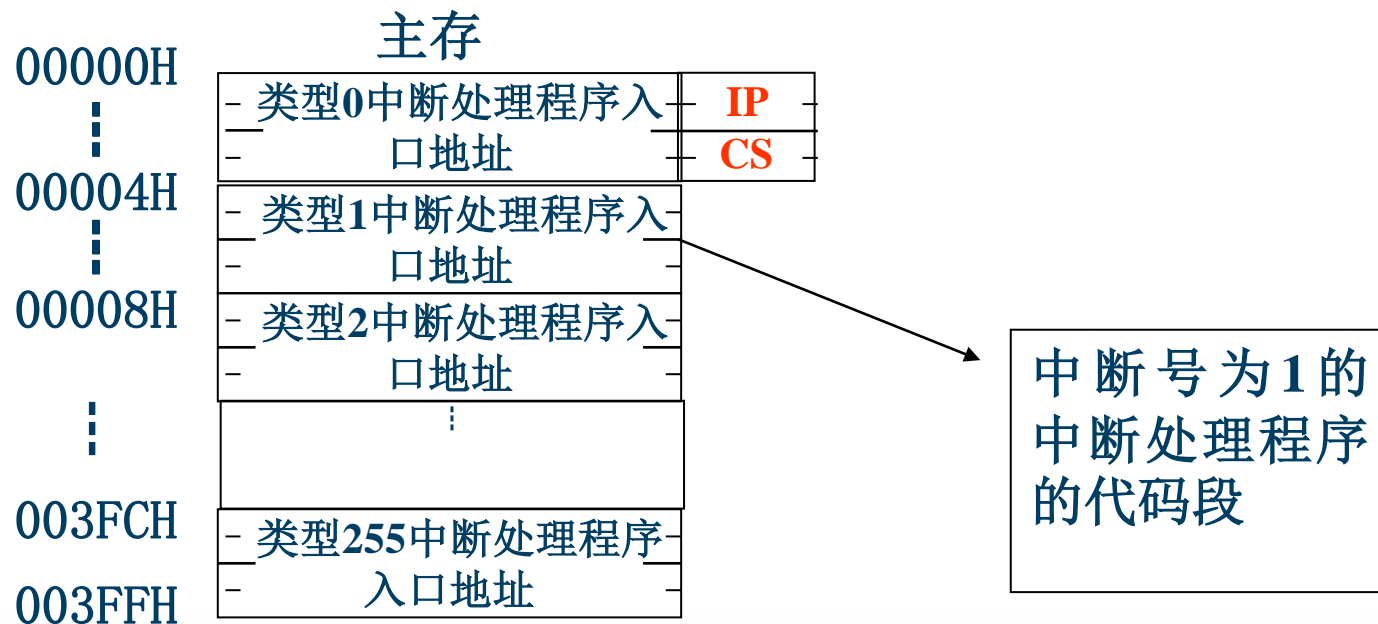 主存
00000H
类型0中断处理程序入
口地址
IP
CS
00004H
类型1中断处理程序入
口地址
00008H
类型2中断处理程序入
口地址
003FCH
类型255中断处理程序
入口地址
003FFH
中断号为1的
中断处理程序
的代码段